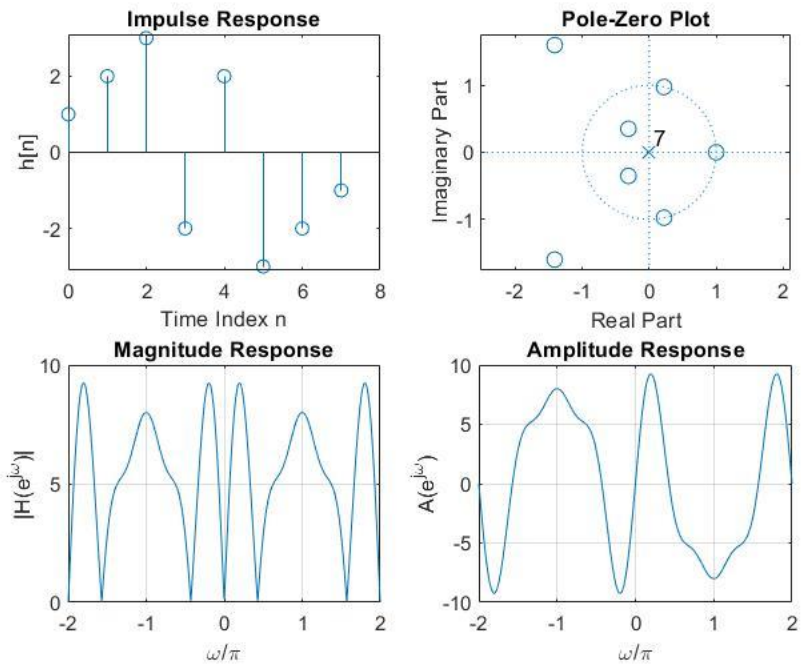 Impulse Response
h[n]
2
0
-2
0 2 4 6 8
Time Index n
Pole-Zero Plot
Imaginary Part
1
0
-1
7
-2 -1 0 1 2
Real Part
Magnitude Response
|H(e^jω)|
10
5
0
-2 -1 0 1 2
ω/π
Amplitude Response
A(e^jω)
10
5
0
-5
-10
-2 -1 0 1 2
ω/π